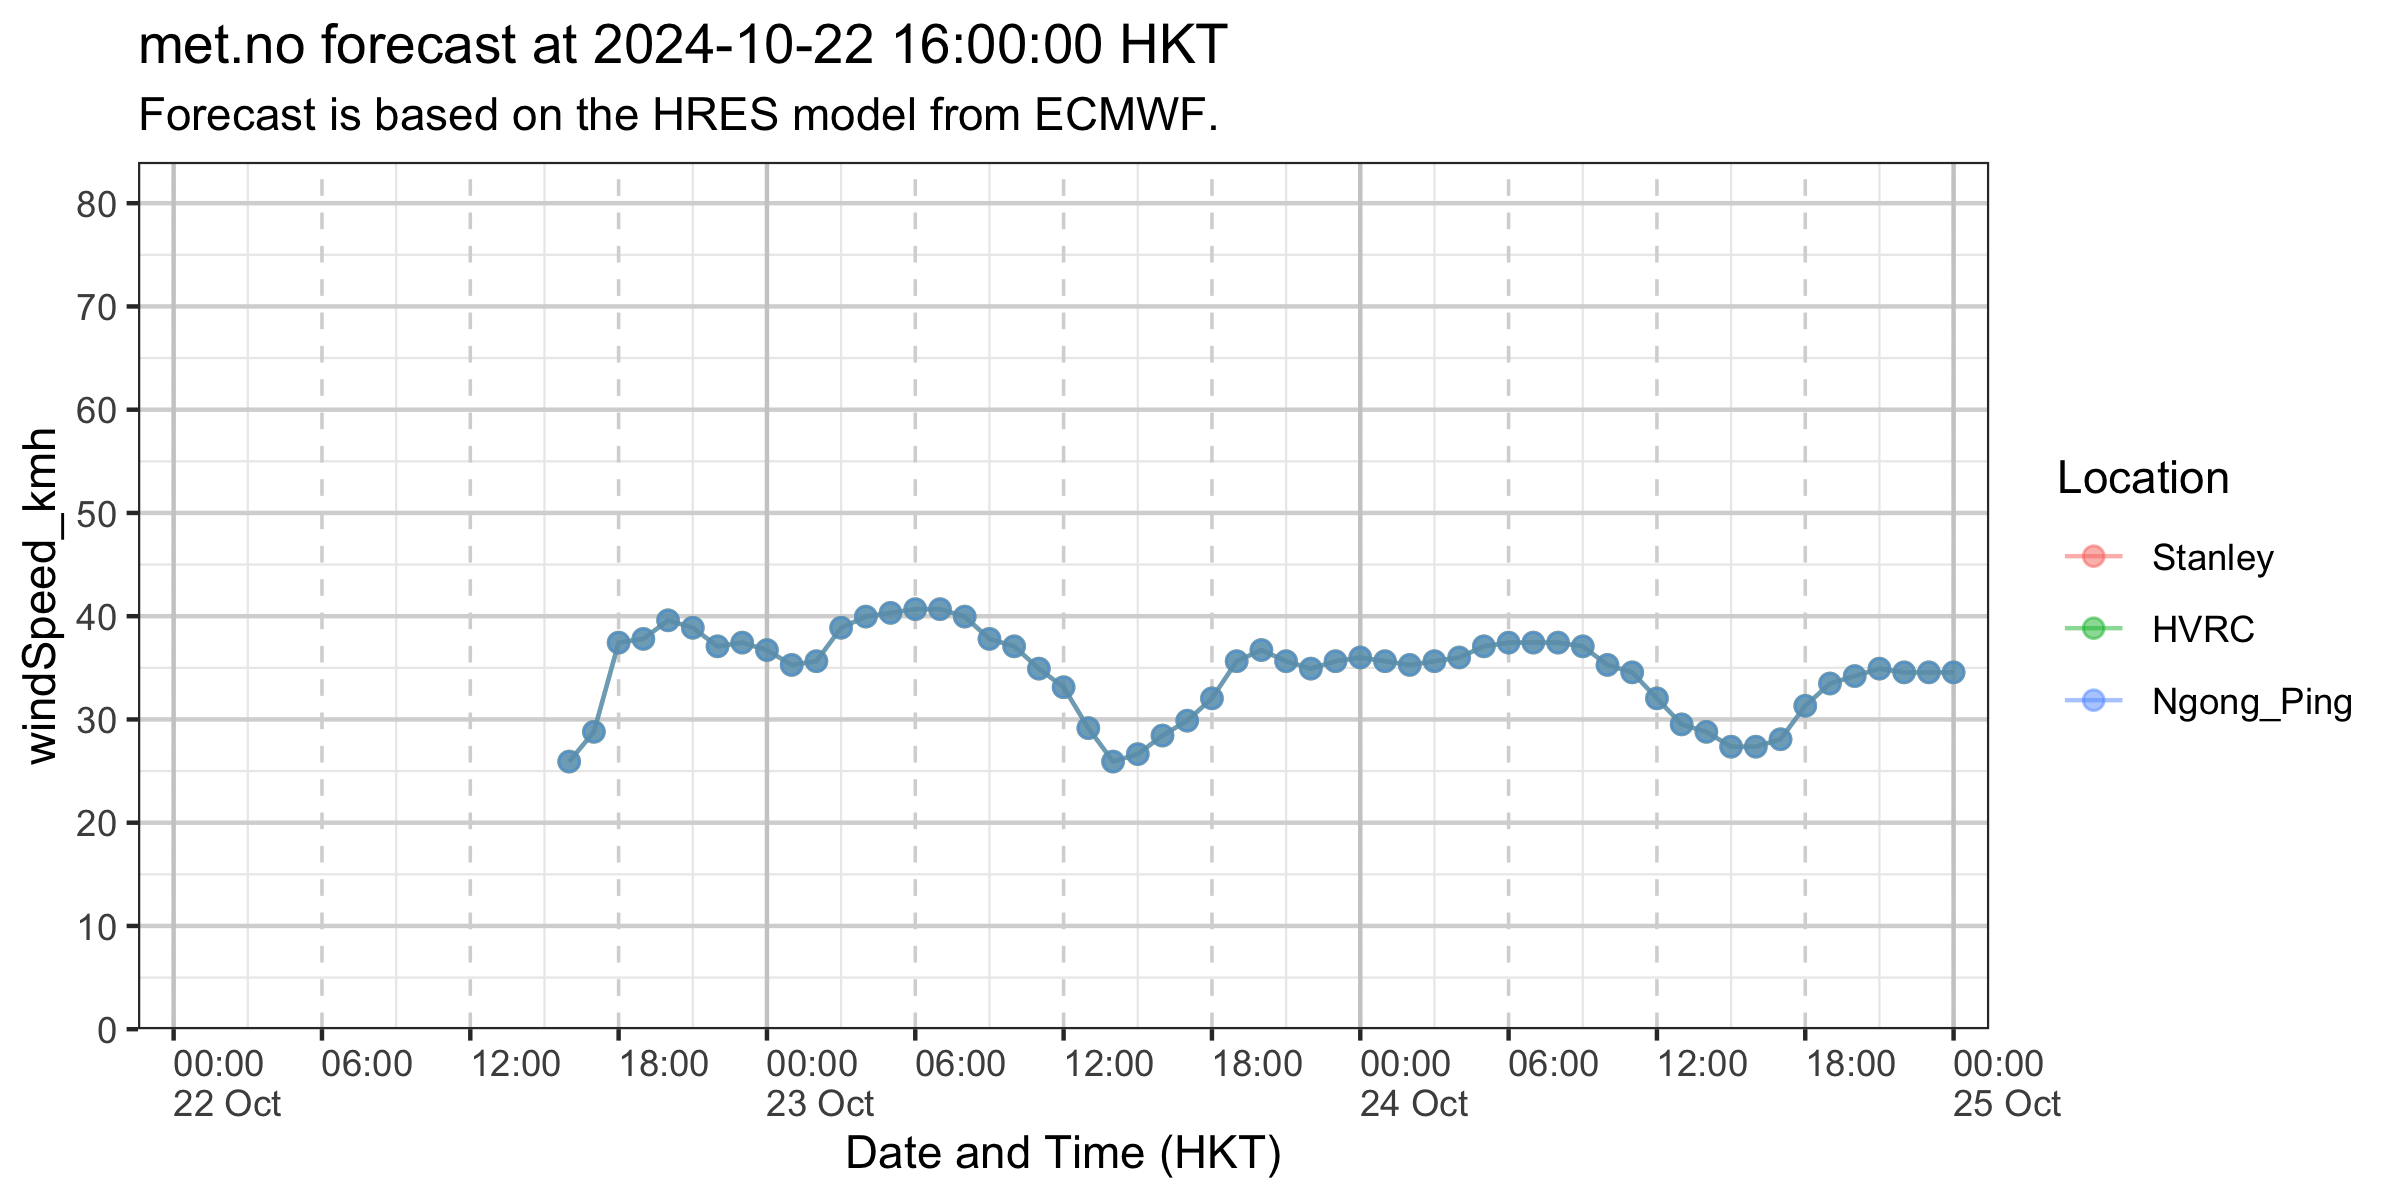 met.no forecast at 2024-10-22 16:00:00 HKT
Forecast is based on the HRES model from ECMWF.
windSpeed_kmh
80
70
60
50
40
30
20
10
0
00:00 06:00 12:00 18:00 00:00 06:00 12:00 18:00 00:00 06:00 12:00 18:00 00:00
22 Oct 23 Oct 24 Oct 25 Oct
Date and Time (HKT)
Location
Stanley
HVRC
Ngong_Ping